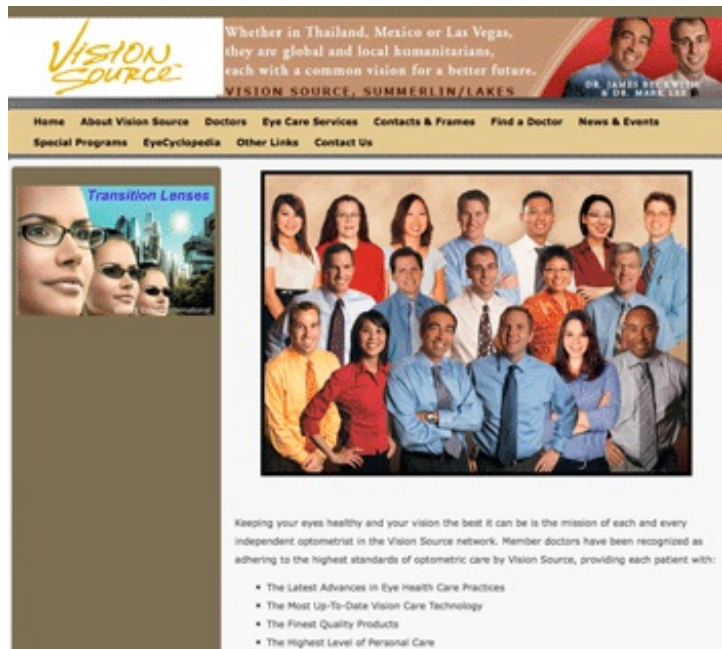 VISION
SOURCE
Whether in Thailand, Mexico or Las Vegas,
they are global and local humanitarians,
each with a common vision for a better future.
VISION SOURCE, SUMMERLIN/LAKES
DR. JAMES BECKWITH
& DR. MARK LEE
Home About Vision Source Doctors Eye Care Services Contacts & Frames Find a Doctor News & Events
Special Programs EyeCyclopedia Other Links Contact Us
Transition Lenses
Keeping your eyes healthy and your vision the best it can be is the mission of each and every
independent optometrist in the Vision Source network. Member doctors have been recognized as
adhering to the highest standards of optometric care by Vision Source, providing each patient with:
• The Latest Advances in Eye Health Care Practices
• The Most Up-To-Date Vision Care Technology
• The Finest Quality Products
• The Highest Level of Personal Care